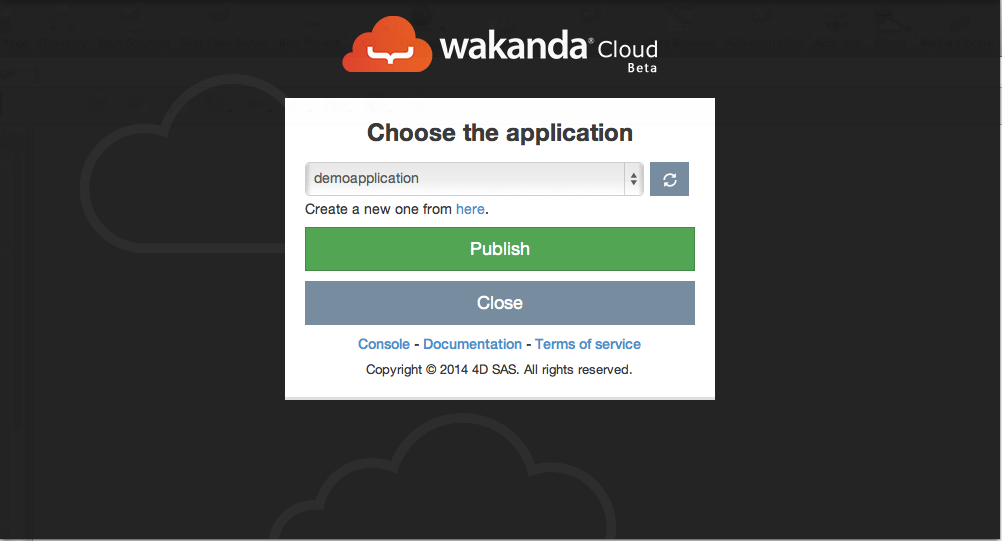 wakanda® Cloud
Beta
Choose the application
demoapplication
Create a new one from here.
Publish
Close
Console - Documentation - Terms of service
Copyright © 2014 4D SAS. All rights reserved.